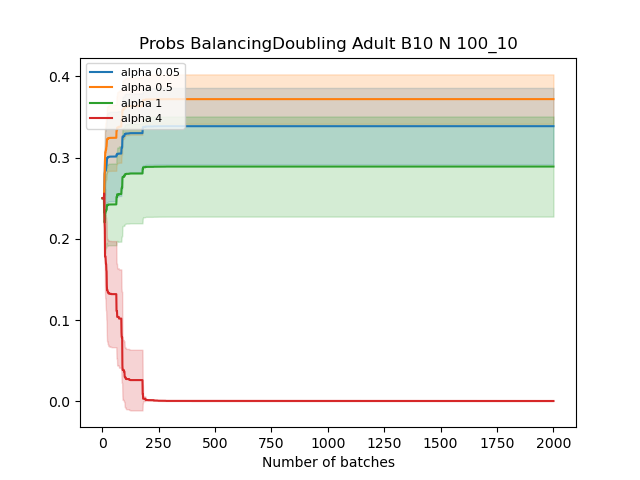 Probs BalancingDoubling Adult B10 N 100_10
alpha 0.05
alpha 0.5
alpha 1
alpha 4
0.4
0.3
0.2
0.1
0.0
0 250 500 750 1000 1250 1500 1750 2000
Number of batches